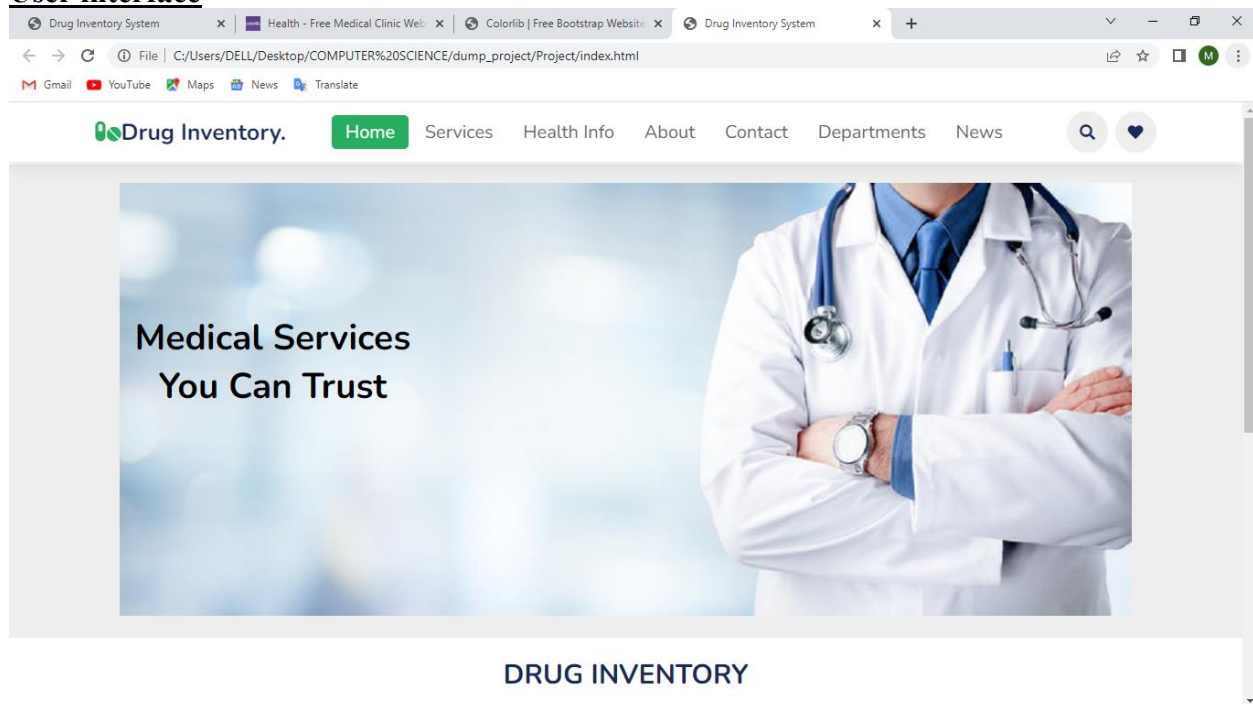 User interface
Drug Inventory System
Health - Free Medical Clinic Web
Colorlib | Free Bootstrap Website
Drug Inventory System
File | C:/Users/DELL/Desktop/COMPUTER%20SCIENCE/dump_project/Project/index.html
M
Gmail YouTube Maps News Translate
Drug Inventory. Home Services Health Info About Contact Departments News
Medical Services
You Can Trust
DRUG INVENTORY